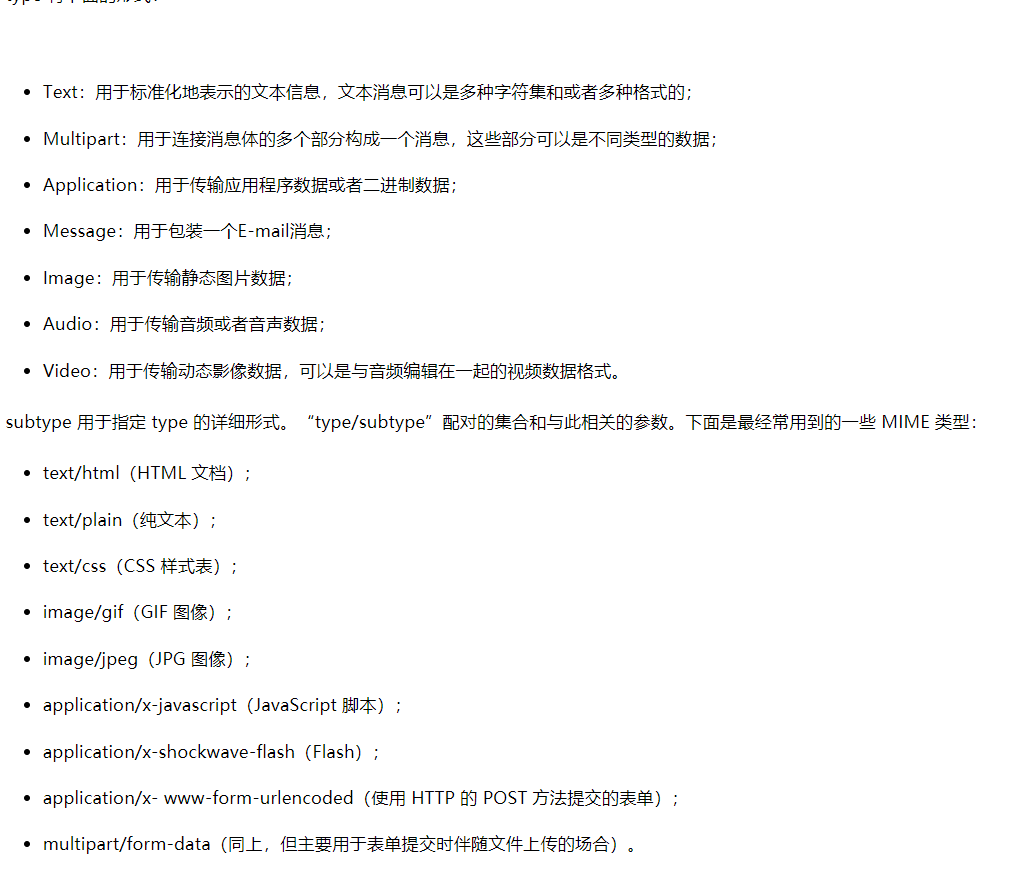 type 有下面的形式：
• Text：用于标准化地表示的文本信息，文本消息可以是多种字符集和或者多种格式的；
• Multipart：用于连接消息体的多个部分构成一个消息，这些部分可以是不同类型的数据；
• Application：用于传输应用程序数据或者二进制数据；
• Message：用于包装一个E-mail消息；
• Image：用于传输静态图片数据；
• Audio：用于传输音频或者音声数据；
• Video：用于传输动态影像数据，可以是与音频编辑在一起的视频数据格式。
subtype 用于指定 type 的详细形式。“type/subtype”配对的集合和与此相关的参数。下面是最经常用到的一些 MIME 类型：
• text/html（HTML 文档）;
• text/plain（纯文本）;
• text/css（CSS 样式表）;
• image/gif（GIF 图像）;
• image/jpeg（JPG 图像）;
• application/x-javascript（JavaScript 脚本）;
• application/x-shockwave-flash（Flash）;
• application/x- www-form-urlencoded（使用 HTTP 的 POST 方法提交的表单）;
• multipart/form-data（同上，但主要用于表单提交时伴随文件上传的场合）。